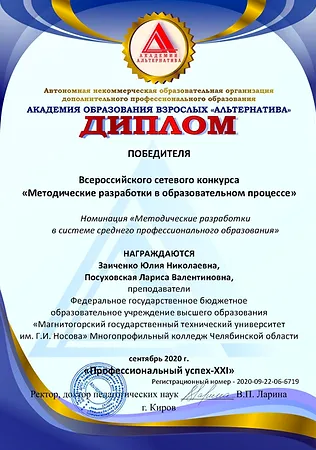 АКАДЕМИЯ
АЛЬТЕРНАТИВА
Автономная некоммерческая образовательная организация
дополнительного профессионального образования
АКАДЕМИЯ ОБРАЗОВАНИЯ ВЗРОСЛЫХ «АЛЬТЕРНАТИВА»
ДИПЛОМ
ПОБЕДИТЕЛЯ
Всероссийского сетевого конкурса
«Методические разработки в образовательном процессе»
Номинация «Методические разработки
в системе среднего профессионального образования»
НАГРАЖДАЮТСЯ
Заиченко Юлия Николаевна,
Посуховская Лариса Валентиновна,
преподаватели
Федеральное государственное бюджетное
образовательное учреждение высшего образования
«Магнитогорский государственный технический университет
им. Г.И. Носова» Многопрофильный колледж Челябинской области
сентябрь 2020 г.
«Профессиональный успех-XXI»
Регистрационный номер - 2020-09-22-06-6719
Ректор, доктор педагогических наук В.П. Ларина
г. Киров